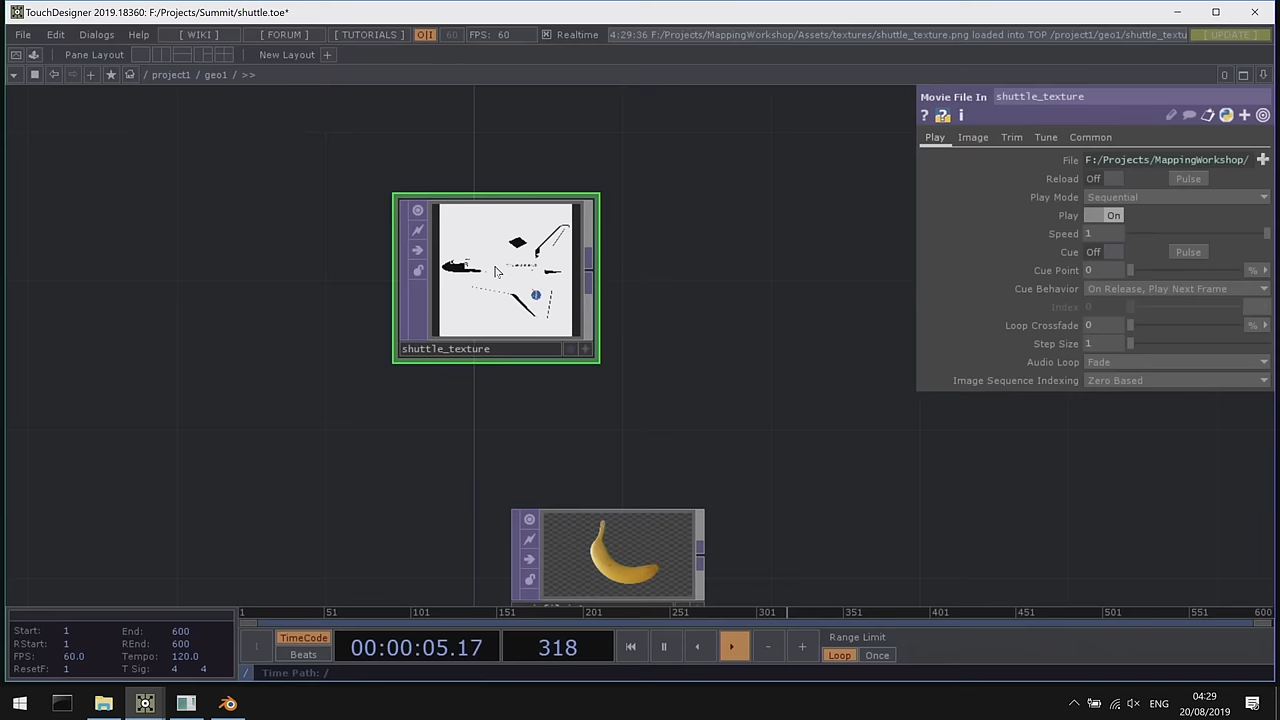 TouchDesigner 2019.18360: F:/Projects/Summit/shuttle.toe*
File Edit Dialogs Help [ WIKI ] [ FORUM ] [ TUTORIALS ] O|I 60 FPS: 60 Realtime 4:29:36 F:/Projects/MappingWorkshop/Assets/textures/shuttle_texture.png loaded into TOP /project1/geo1/shuttle_textu [ UPDATE ]
Pane Layout New Layout +
/ project1 / geo1 / >> 0
Movie File In shuttle_texture
? ? i
Play Image Trim Tune Common
File F:/Projects/MappingWorkshop/
Reload Off Pulse
Play Mode Sequential
Play On
Speed 1
Cue Off Pulse
Cue Point 0 %
Cue Behavior On Release, Play Next Frame
Index 0
Loop Crossfade 0 %
Step Size 1
Audio Loop Fade
Image Sequence Indexing Zero Based
shuttle_texture
1 51 101 151 201 251 301 351 401 451 501 551 600
Start: 1 End: 600
RStart: 1 REnd: 600
FPS: 60.0 Tempo: 120.0
ResetF: 1 T Sig: 4 4
TimeCode
Beats
00:00:05.17
318
Range Limit
Loop Once
/ Time Path: /
ENG
04:29
20/08/2019